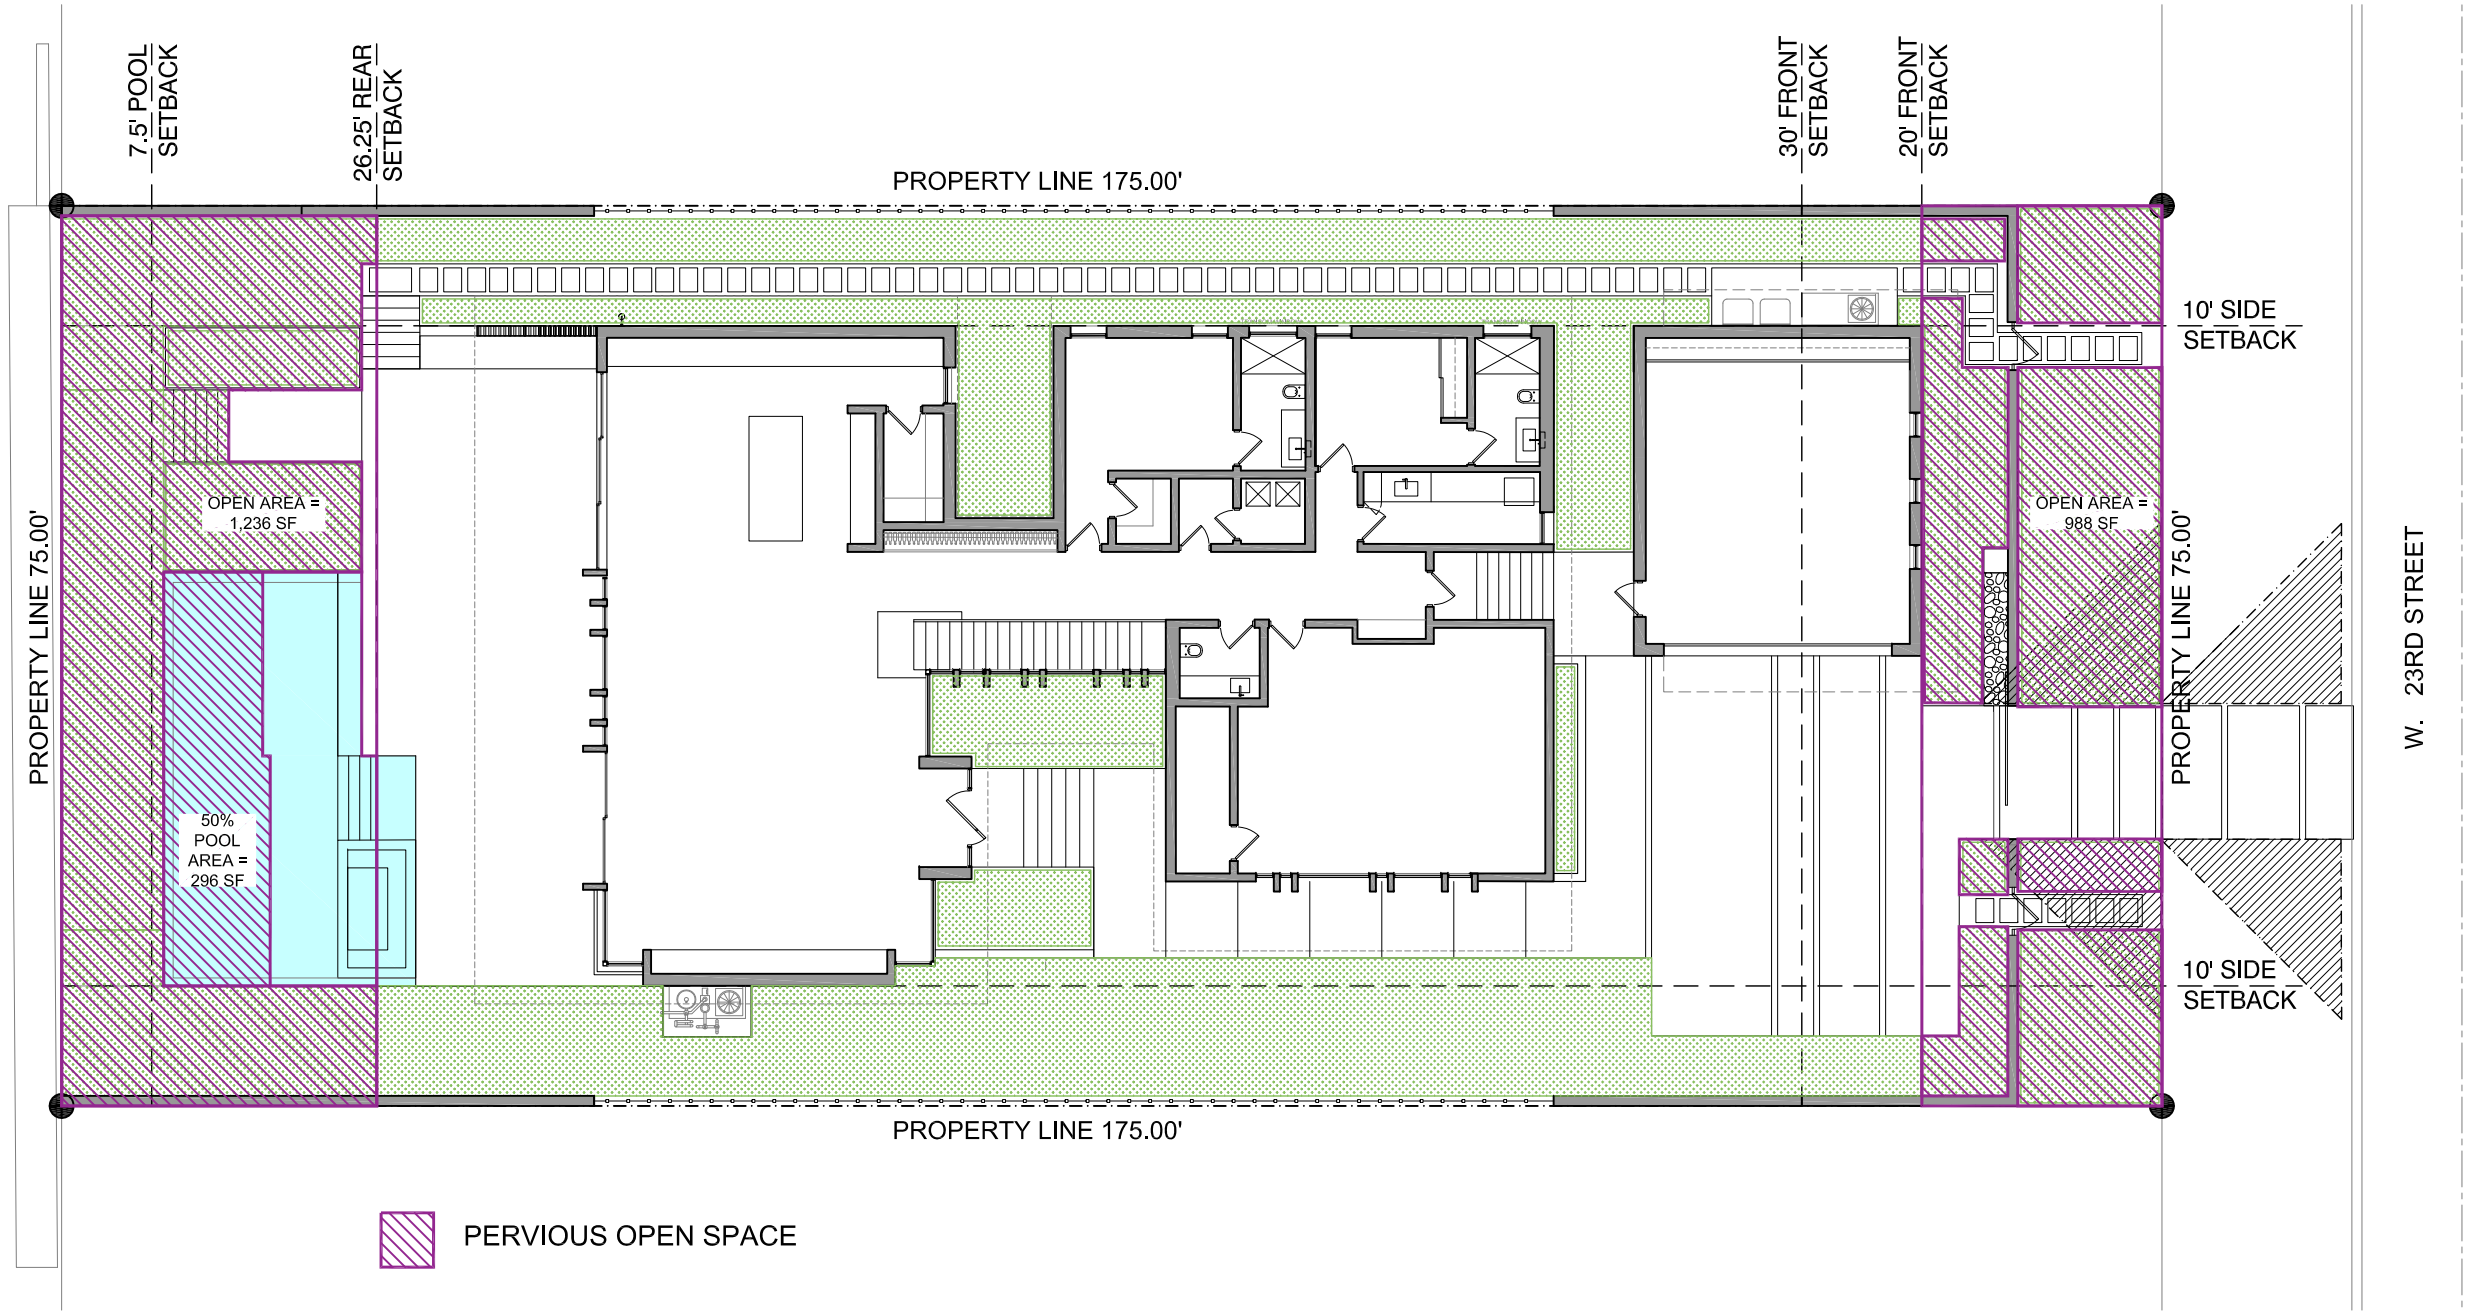 7.5' POOL
SETBACK
26.25' REAR
SETBACK
30' FRONT
SETBACK
20' FRONT
SETBACK
PROPERTY LINE 175.00'
10' SIDE
SETBACK
OPEN AREA =
1,236 SF
OPEN AREA =
988 SF
PROPERTY LINE 75.00'
PROPERTY LINE 75.00'
W. 23RD STREET
50%
POOL
AREA =
296 SF
10' SIDE
SETBACK
PROPERTY LINE 175.00'
PERVIOUS OPEN SPACE